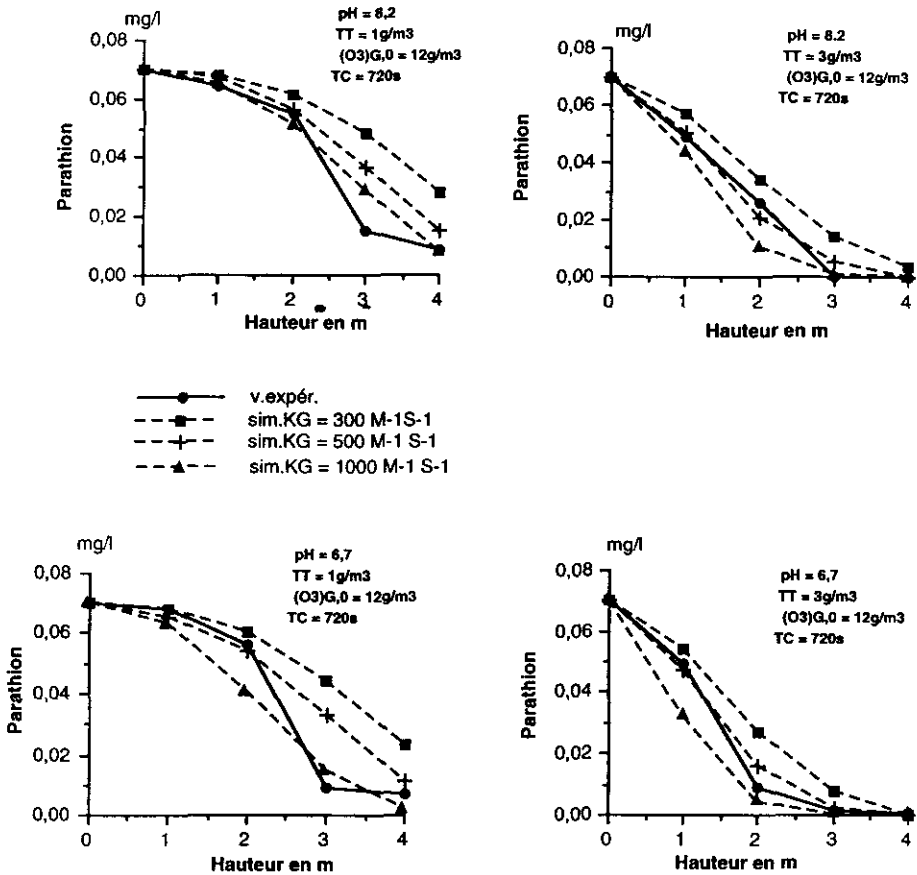 mg/l
pH = 8,2
TT = 1g/m3
(O3)G,0 = 12g/m3
TC = 720s
0,08
0,06
0,04
0,02
0,00
Parathion
0 1 2 3 4
Hauteur en m
mg/l
pH = 8.2
TT = 3g/m3
(O3)G,0 = 12g/m3
TC = 720s
0,08
0,06
0,04
0,02
0,00
Parathion
0 1 2 3 4
Hauteur en m
v.expér.
sim.KG = 300 M-1S-1
sim.KG = 500 M-1 S-1
sim.KG = 1000 M-1 S-1
mg/l
pH = 6,7
TT = 1g/m3
(O3)G,0 = 12g/m3
TC = 720s
0,08
0,06
0,04
0,02
0.00
Parathion
0 1 2 3 4
Hauteur en m
mg/l
pH = 6,7
TT = 3g/m3
(O3)G,0 = 12g/m3
TC = 720s
0,08
0,06
0,04
0,02
0,00
Parathion
0 1 2 3 4
Hauteur en m